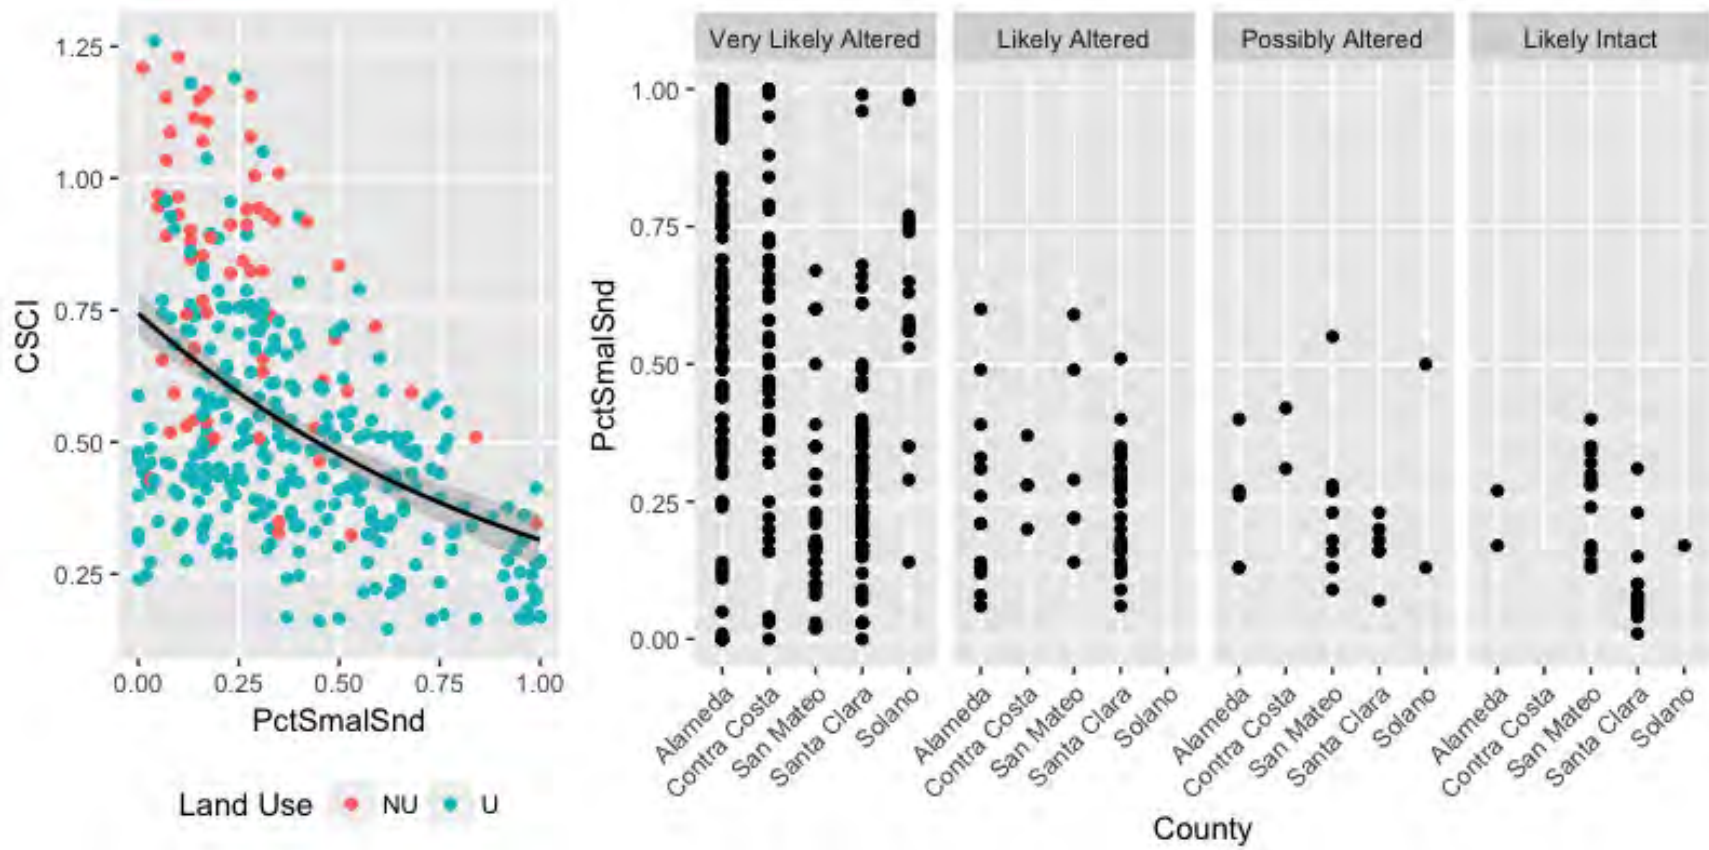 CSCI
1.25
1.00
0.75
0.50
0.25
0.00 0.25 0.50 0.75 1.00
PctSmalSnd
Land Use NU U
Very Likely Altered Likely Altered Possibly Altered Likely Intact
PctSmalSnd
1.00
0.75
0.50
0.25
0.00
Alameda Contra Costa San Mateo Santa Clara Solano
Alameda Contra Costa San Mateo Santa Clara Solano
Alameda Contra Costa San Mateo Santa Clara Solano
Alameda Contra Costa San Mateo Santa Clara Solano
County